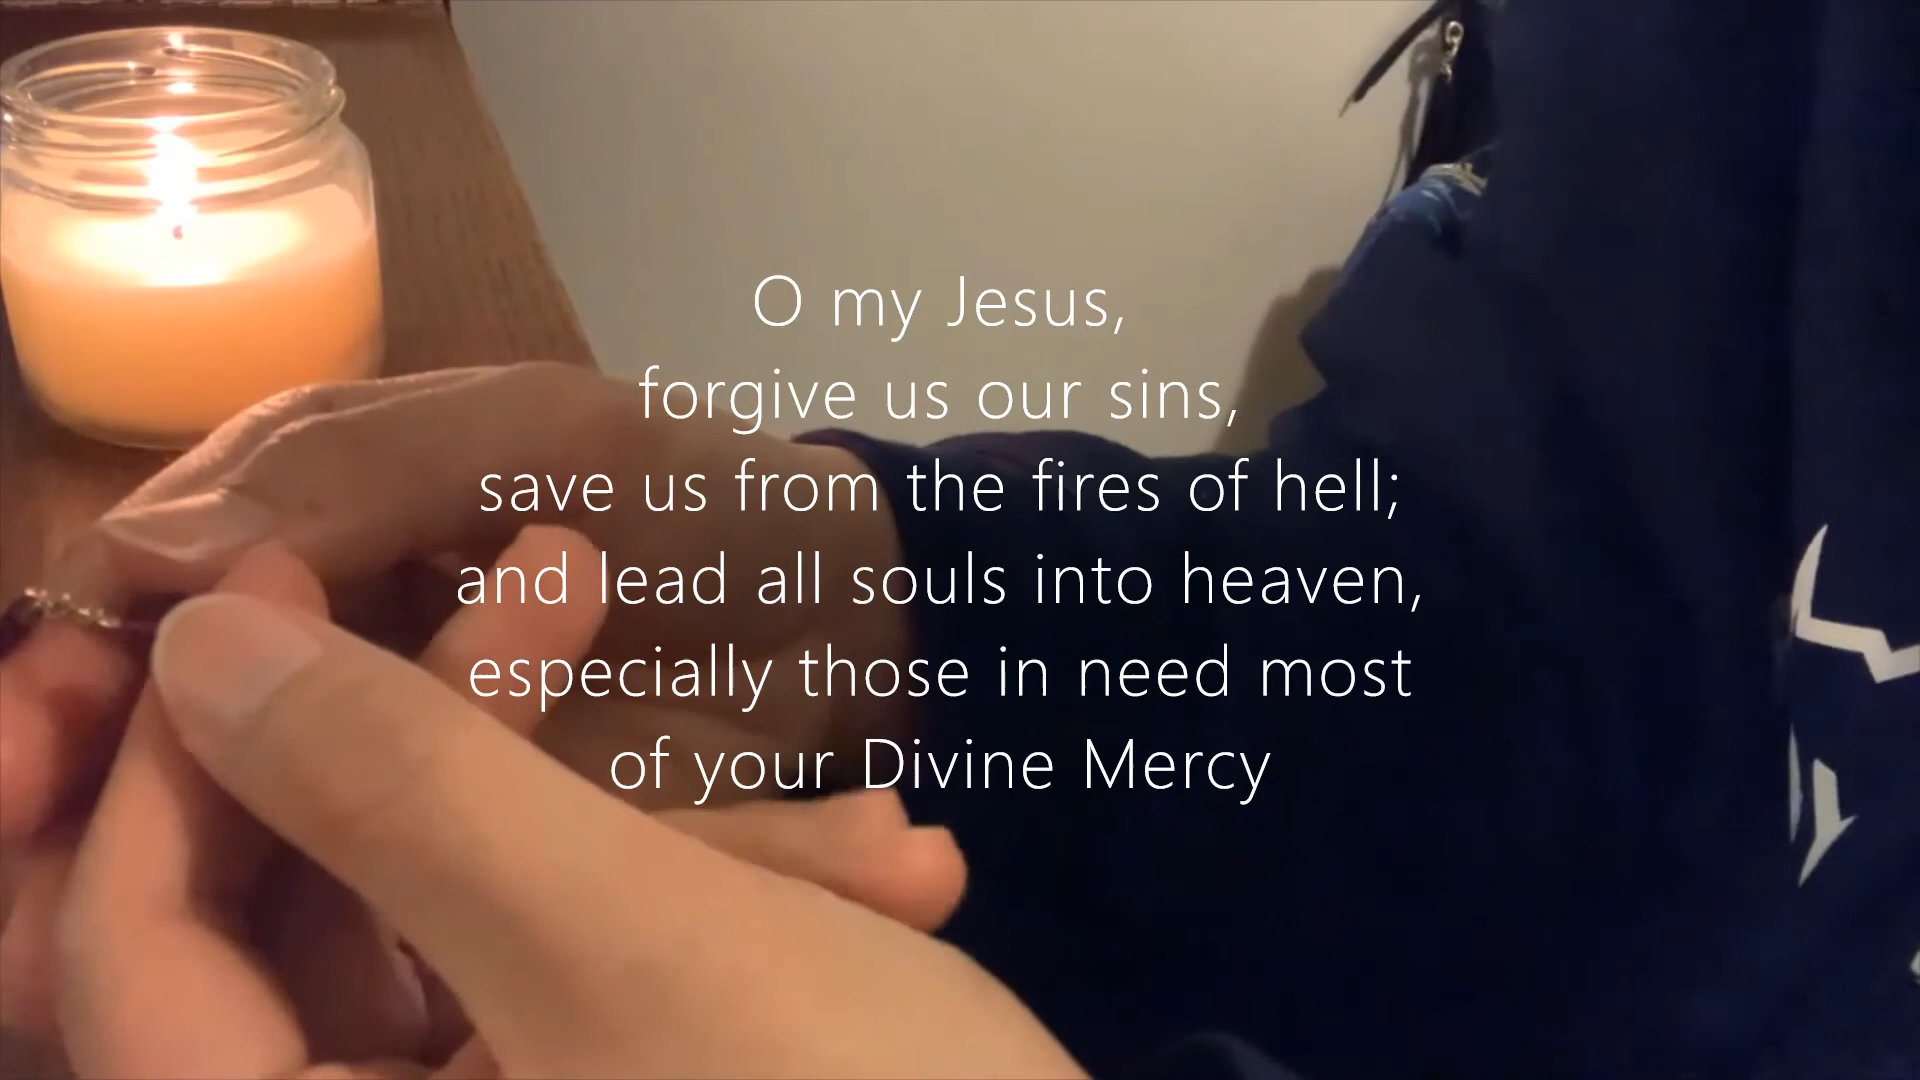 O my Jesus,
forgive us our sins,
save us from the fires of hell;
and lead all souls into heaven,
especially those in need most
of your Divine Mercy